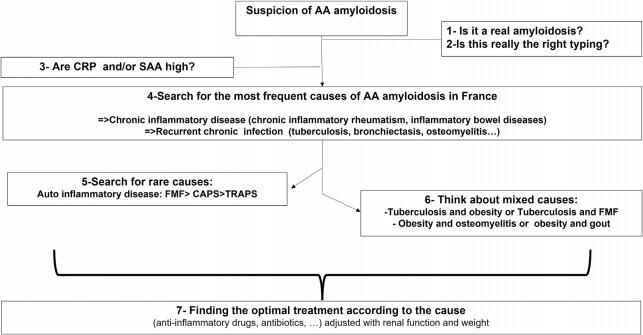 Suspicion of AA amyloidosis
1- Is it a real amyloidosis?
2-Is this really the right typing?
3- Are CRP and/or SAA high?
4-Search for the most frequent causes of AA amyloidosis in France
=>Chronic inflammatory disease (chronic inflammatory rheumatism, inflammatory bowel diseases)
=>Recurrent chronic infection (tuberculosis, bronchiectasis, osteomyelitis…)
5-Search for rare causes:
Auto inflammatory disease: FMF> CAPS>TRAPS
6- Think about mixed causes:
-Tuberculosis and obesity or Tuberculosis and FMF
- Obesity and osteomyelitis or obesity and gout
7- Finding the optimal treatment according to the cause
(anti-inflammatory drugs, antibiotics, …) adjusted with renal function and weight